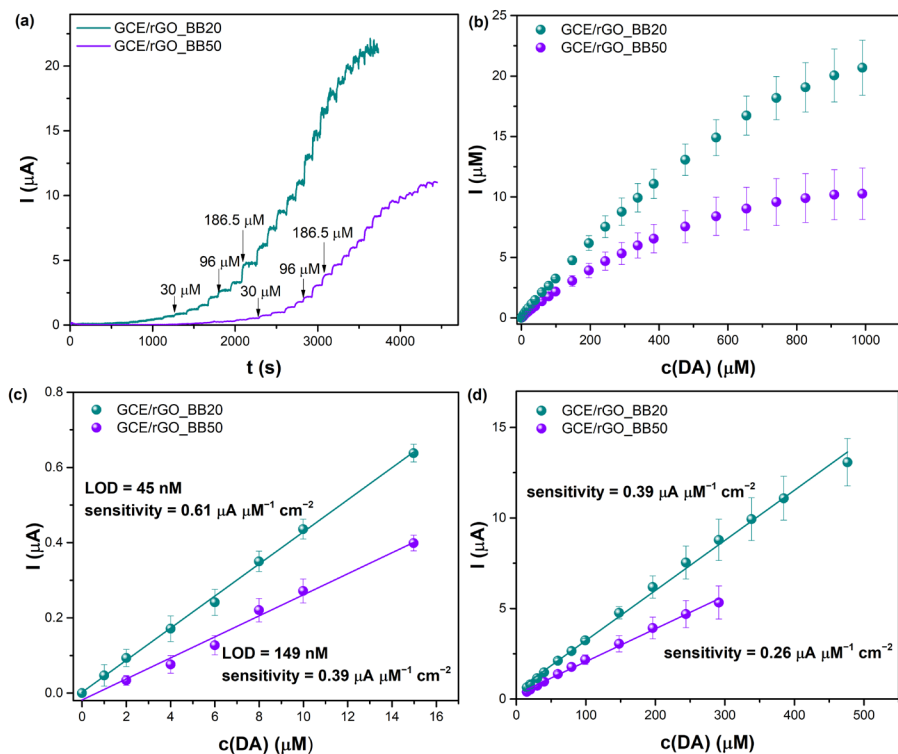 (a)
GCE/rGO_BB20
GCE/rGO_BB50
20
15
10
5
0
I (µA)
186.5 µM
96 µM
30 µM
186.5 µM
96 µM
30 µM
0 1000 2000 3000 4000
t (s)
(b)
GCE/rGO_BB20
GCE/rGO_BB50
25
20
15
10
5
0
I (µM)
0 200 400 600 800 1000
c(DA) (µM)
(c)
GCE/rGO_BB20
GCE/rGO_BB50
0.8
0.6
0.4
0.2
0.0
I (µA)
LOD = 45 nM
sensitivity = 0.61 µA µM⁻¹ cm⁻²
LOD = 149 nM
sensitivity = 0.39 µA µM⁻¹ cm⁻²
0 2 4 6 8 10 12 14 16
c(DA) (µM)
(d)
GCE/rGO_BB20
GCE/rGO_BB50
15
10
5
0
I (µA)
sensitivity = 0.39 µA µM⁻¹ cm⁻²
sensitivity = 0.26 µA µM⁻¹ cm⁻²
0 100 200 300 400 500
c(DA) (µM)